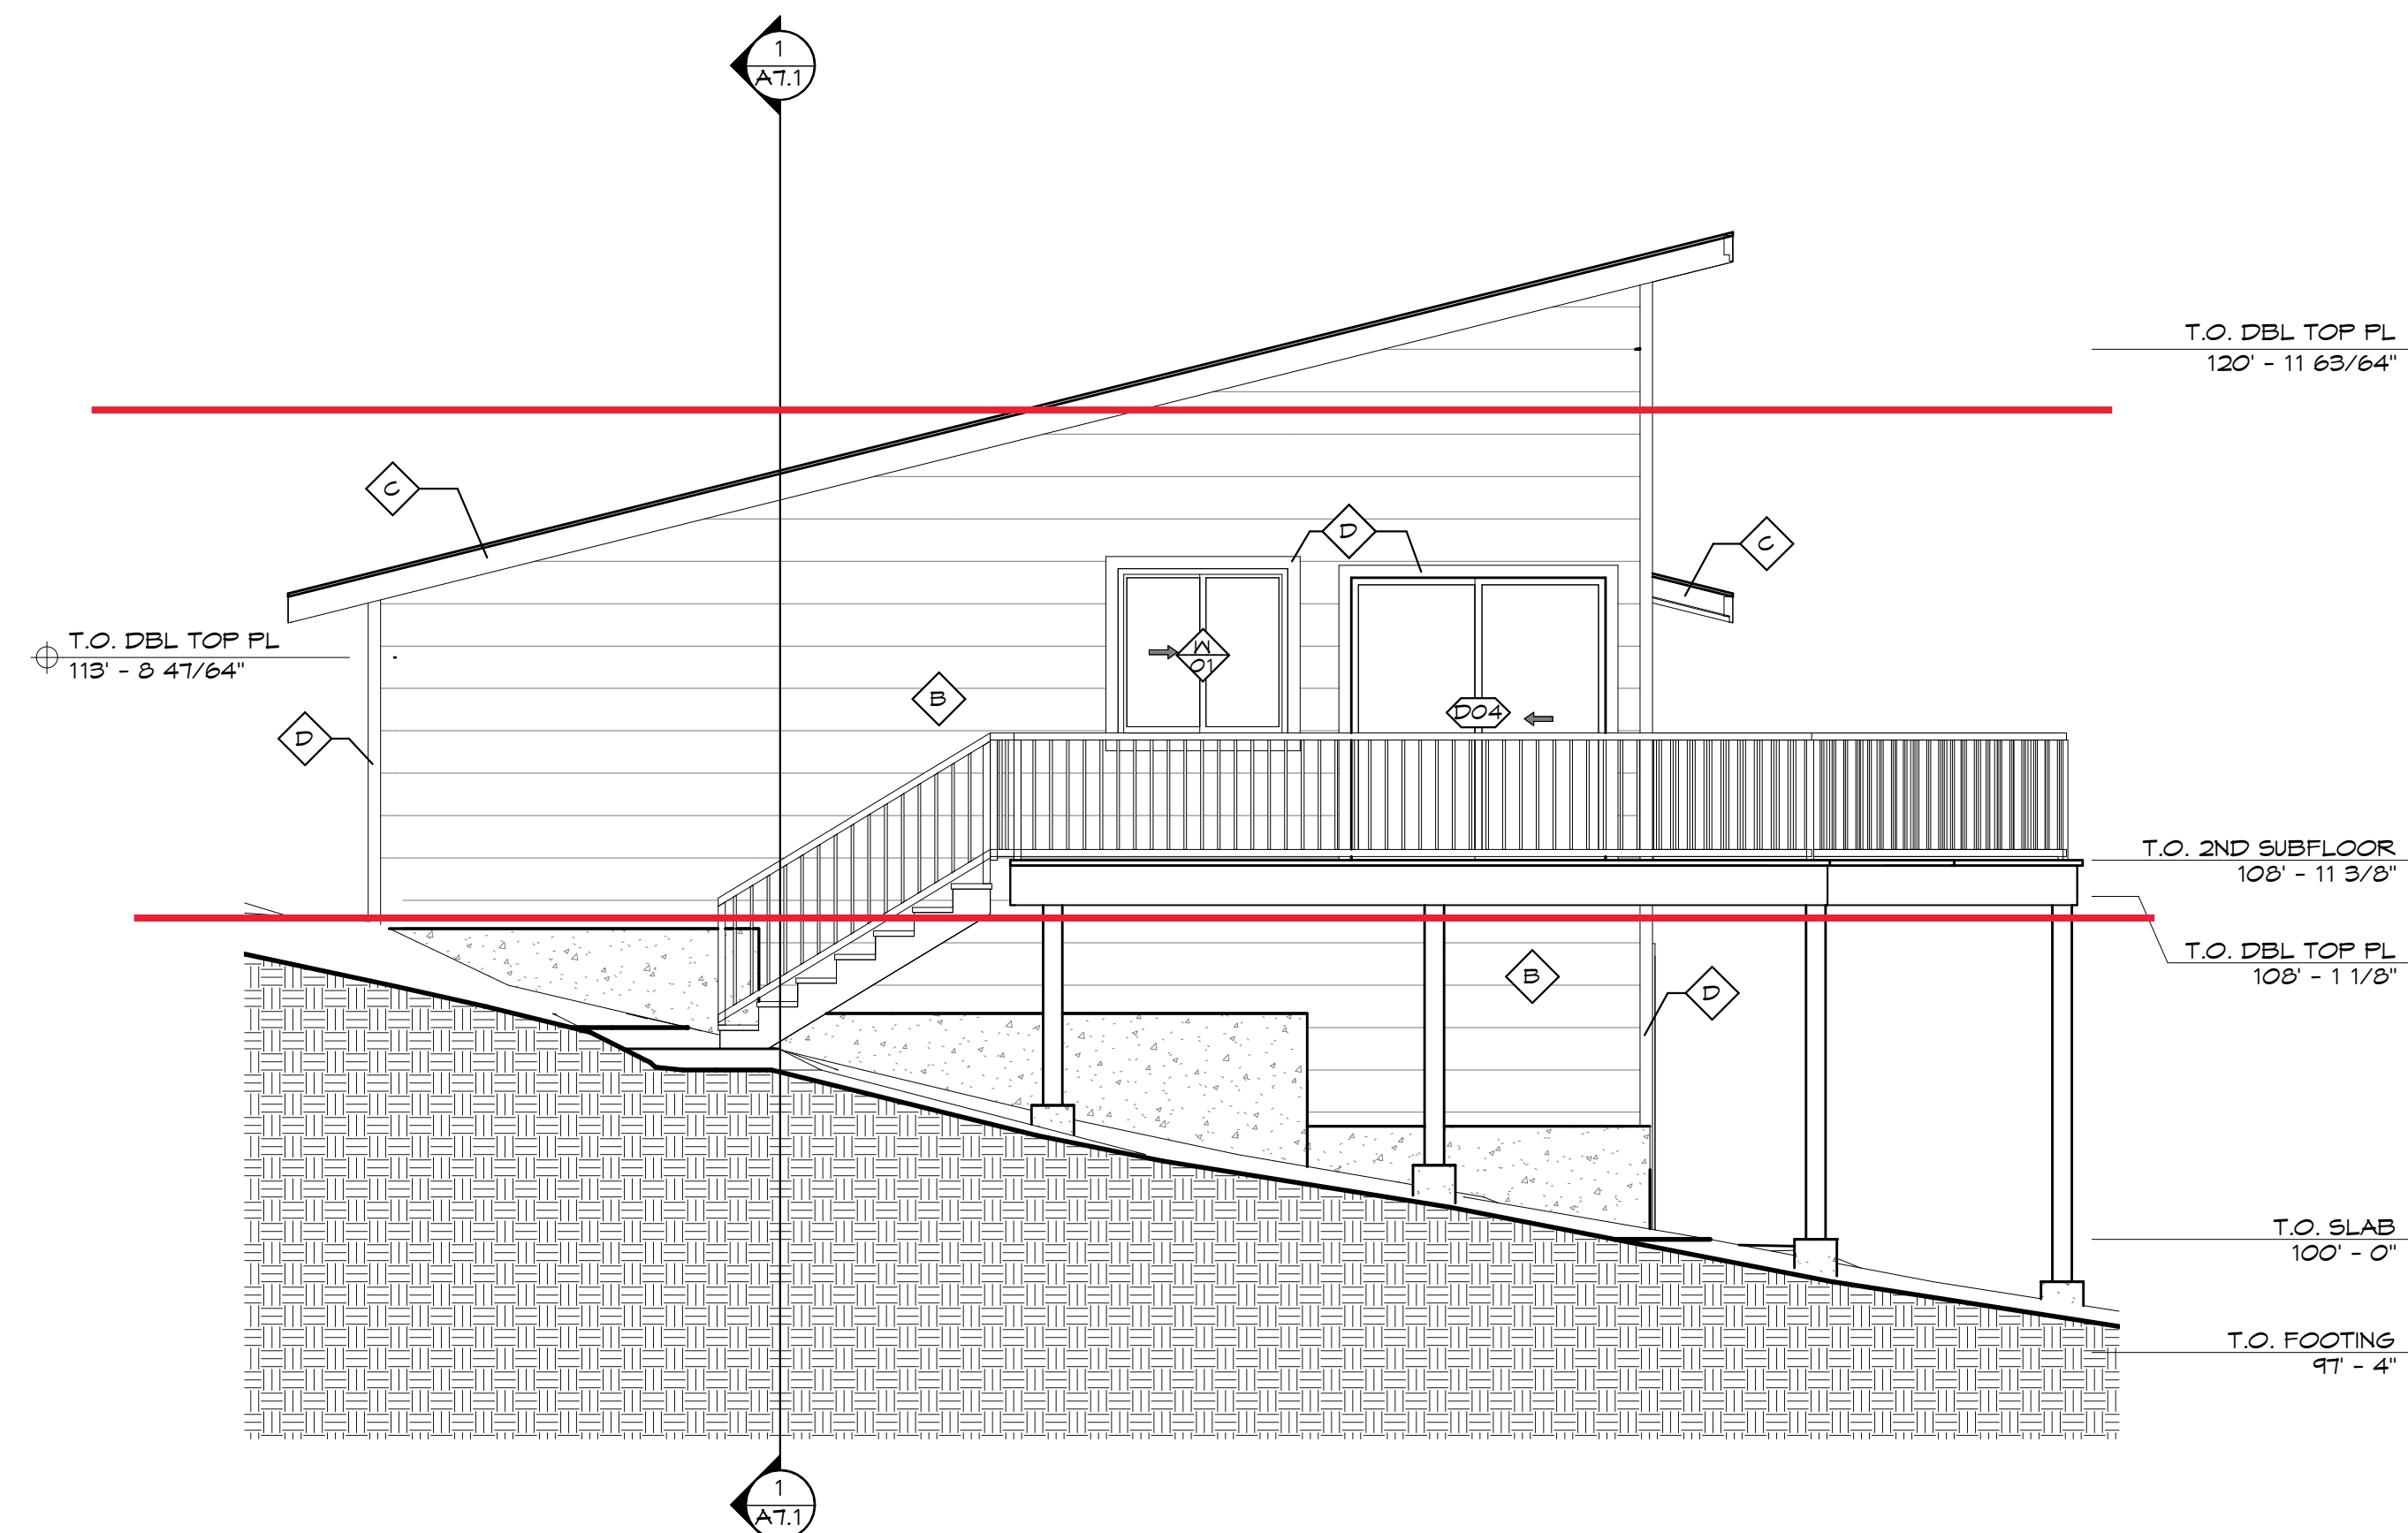 1
A7.1
T.O. DBL TOP PL
120' - 11 63/64"
C
D
C
T.O. DBL TOP PL
113' - 8 47/64"
W
01
B
D04
D
T.O. 2ND SUBFLOOR
108' - 11 3/8"
T.O. DBL TOP PL
108' - 1 1/8"
B
D
T.O. SLAB
100' - 0"
T.O. FOOTING
97' - 4"
1
A7.1